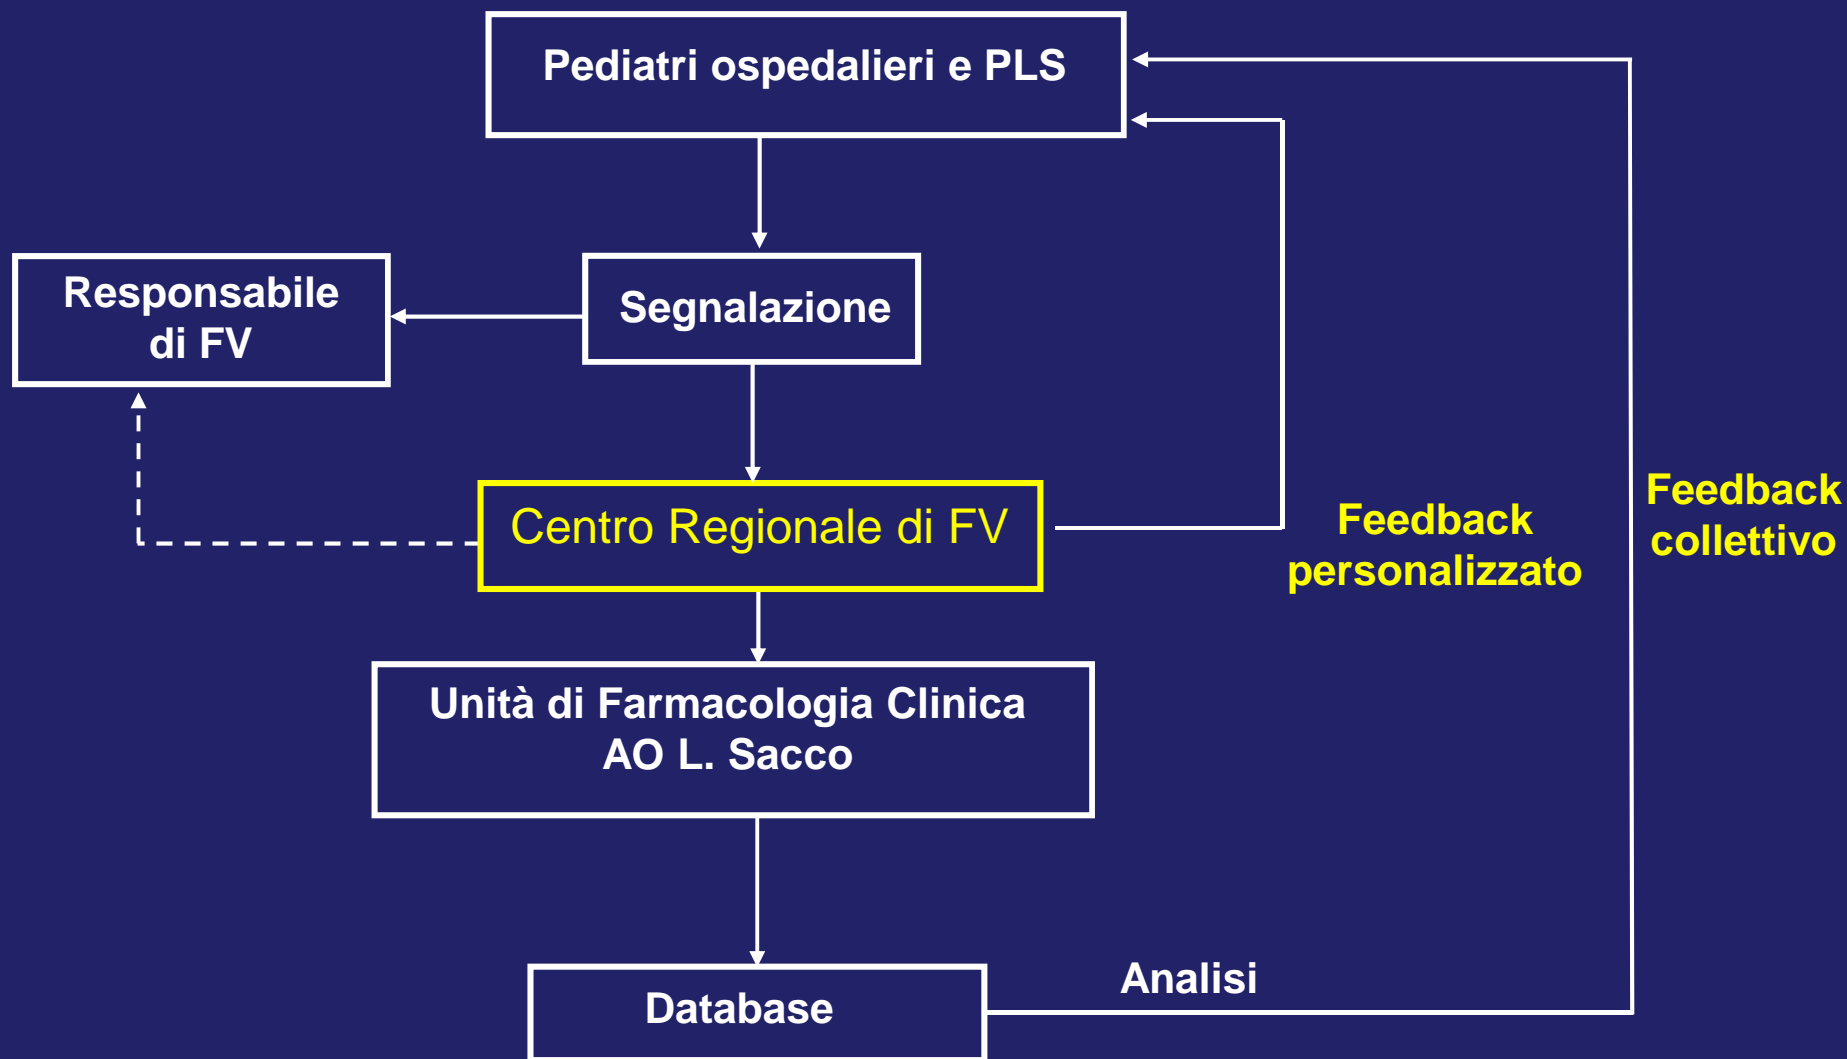 Pediatri ospedalieri e PLS
Responsabile
di FV
Segnalazione
Centro Regionale di FV
Feedback
personalizzato
Feedback
collettivo
Unità di Farmacologia Clinica
AO L. Sacco
Analisi
Database